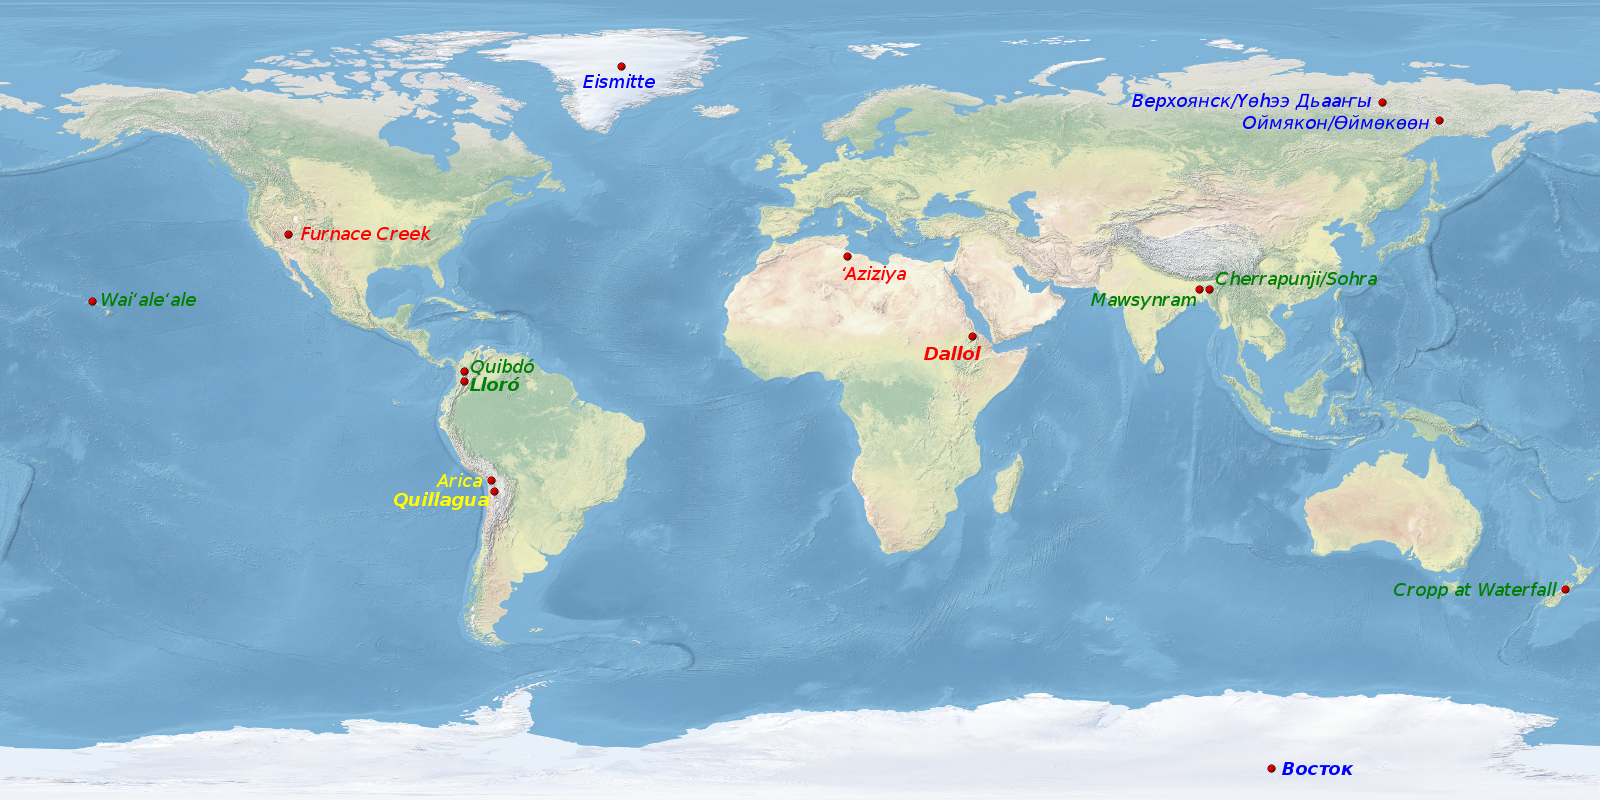 Eismitte
Верхоянск/Үөһээ Дьааҥы
Оймякон/Өймөкөөн
Furnace Creek
ʻAziziya
Cherrapunji/Sohra
Mawsynram
Waiʻaleʻale
Dallol
Quibdó
Lloró
Arica
Quillagua
Cropp at Waterfall
Восток